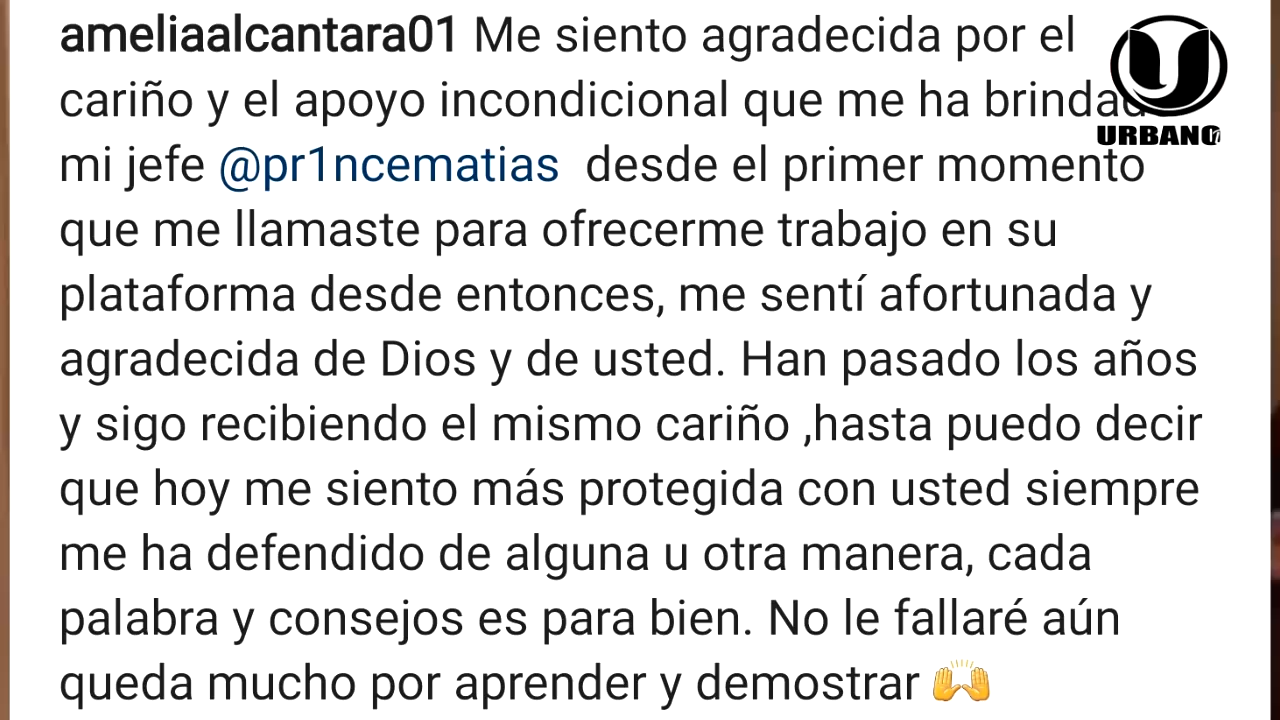 ameliaalcantara01 Me siento agradecida por el
cariño y el apoyo incondicional que me ha
mi jefe @pr1ncematias desde el primer momento
que me llamaste para ofrecerme trabajo en su
plataforma desde entonces, me sentí afortunada y
agradecida de Dios y de usted. Han pasado los años
y sigo recibiendo el mismo cariño ,hasta puedo decir
que hoy me siento más protegida con usted siempre
me ha defendido de alguna u otra manera, cada
palabra y consejos es para bien. No le fallaré aún
queda mucho por aprender y demostrar 🙌
URBANO